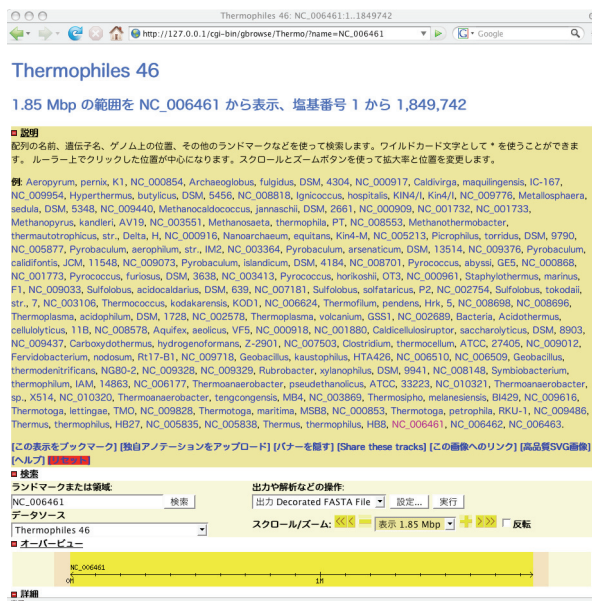 Thermophiles 46: NC_006461:1..1849742
http://127.0.0.1/cgi-bin/gbrowse/Thermo/?name=NC_006461
Google
Thermophiles 46
1.85 Mbp の範囲を NC_006461 から表示、塩基番号 1 から 1,849,742
説明
配列の名前、遺伝子名、ゲノム上の位置、その他のランドマークなどを使って検索します。ワイルドカード文字として * を使うことができま
す。 ルーラー上でクリックした位置が中心になります。スクロールとズームボタンを使って拡大率と位置を変更します。
例: Aeropyrum, pernix, K1, NC_000854, Archaeoglobus, fulgidus, DSM, 4304, NC_000917, Caldivirga, maquilingensis, IC-167,
NC_009954, Hyperthermus, butylicus, DSM, 5456, NC_008818, Ignicoccus, hospitalis, KIN4/I, Kin4/I, NC_009776, Metallosphaera,
sedula, DSM, 5348, NC_009440, Methanocaldococcus, jannaschii, DSM, 2661, NC_000909, NC_001732, NC_001733,
Methanopyrus, kandleri, AV19, NC_003551, Methanosaeta, thermophila, PT, NC_008553, Methanothermobacter,
thermautotrophicus, str., Delta, H, NC_000916, Nanoarchaeum, equitans, Kin4-M, NC_005213, Picrophilus, torridus, DSM, 9790,
NC_005877, Pyrobaculum, aerophilum, str., IM2, NC_003364, Pyrobaculum, arsenaticum, DSM, 13514, NC_009376, Pyrobaculum,
calidifontis, JCM, 11548, NC_009073, Pyrobaculum, islandicum, DSM, 4184, NC_008701, Pyrococcus, abyssi, GE5, NC_000868,
NC_001773, Pyrococcus, furiosus, DSM, 3638, NC_003413, Pyrococcus, horikoshii, OT3, NC_000961, Staphylothermus, marinus,
F1, NC_009033, Sulfolobus, acidocaldarius, DSM, 639, NC_007181, Sulfolobus, solfataricus, P2, NC_002754, Sulfolobus, tokodaii,
str., 7, NC_003106, Thermococcus, kodakarensis, KOD1, NC_006624, Thermofilum, pendens, Hrk, 5, NC_008698, NC_008696,
Thermoplasma, acidophilum, DSM, 1728, NC_002578, Thermoplasma, volcanium, GSS1, NC_002689, Bacteria, Acidothermus,
cellulolyticus, 11B, NC_008578, Aquifex, aeolicus, VF5, NC_000918, NC_001880, Caldicellulosiruptor, saccharolyticus, DSM, 8903,
NC_009437, Carboxydothermus, hydrogenoformans, Z-2901, NC_007503, Clostridium, thermocellum, ATCC, 27405, NC_009012,
Fervidobacterium, nodosum, Rt17-B1, NC_009718, Geobacillus, kaustophilus, HTA426, NC_006510, NC_006509, Geobacillus,
thermodenitrificans, NG80-2, NC_009328, NC_009329, Rubrobacter, xylanophilus, DSM, 9941, NC_008148, Symbiobacterium,
thermophilum, IAM, 14863, NC_006177, Thermoanaerobacter, pseudethanolicus, ATCC, 33223, NC_010321, Thermoanaerobacter,
sp., X514, NC_010320, Thermoanaerobacter, tengcongensis, MB4, NC_003869, Thermosipho, melanesiensis, BI429, NC_009616,
Thermotoga, lettingae, TMO, NC_009828, Thermotoga, maritima, MSB8, NC_000853, Thermotoga, petrophila, RKU-1, NC_009486,
Thermus, thermophilus, HB27, NC_005835, NC_005838, Thermus, thermophilus, HB8, NC_006461, NC_006462, NC_006463.
[この表示をブックマーク] [独自アノテーションをアップロード] [バナーを隠す] [Share these tracks] [この画像へのリンク] [高品質SVG画像]
[ヘルプ] [リセット]
検索
ランドマークまたは領域: 出力や解析などの操作:
NC_006461 検索 出力 Decorated FASTA File 設定... 実行
データソース
Thermophiles 46 スクロール/ズーム: 表示 1.85 Mbp 反転
オーバービュー
NC_006461
0M 1M
詳細